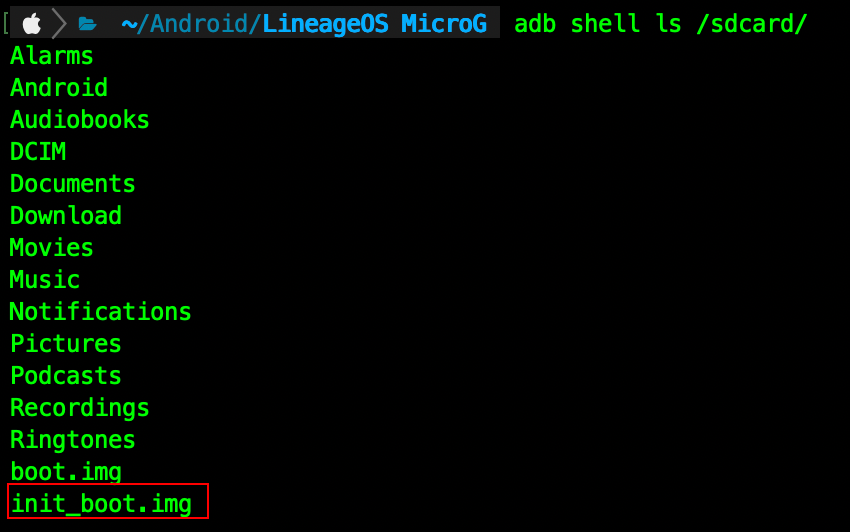 ~/Android/LineageOS MicroG adb shell ls /sdcard/
Alarms
Android
Audiobooks
DCIM
Documents
Download
Movies
Music
Notifications
Pictures
Podcasts
Recordings
Ringtones
boot.img
init_boot.img